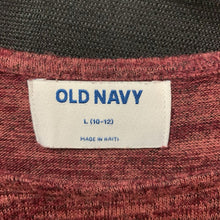 OLD NAVY
L (10-12)
MADE IN HAITI